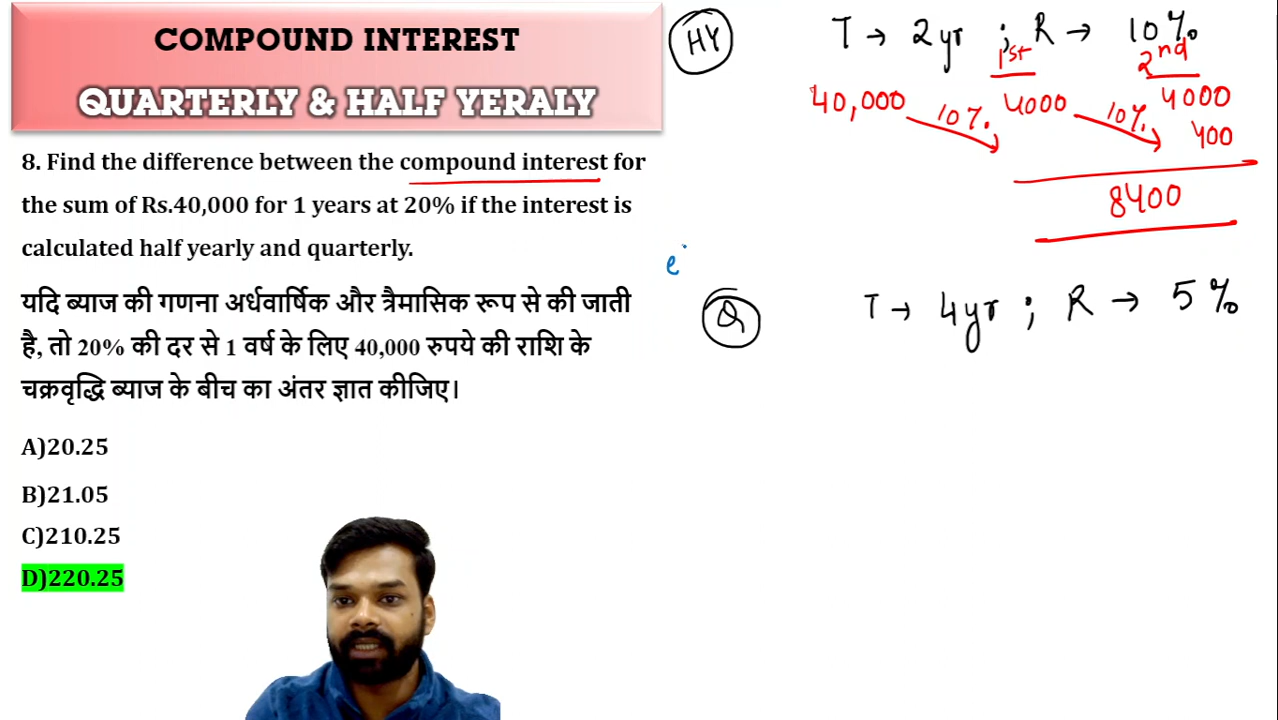 COMPOUND INTEREST
QUARTERLY & HALF YERALY
8. Find the difference between the compound interest for
the sum of Rs.40,000 for 1 years at 20% if the interest is
calculated half yearly and quarterly.
यदि ब्याज की गणना अर्धवार्षिक और त्रैमासिक रूप से की जाती
है, तो 20% की दर से 1 वर्ष के लिए 40,000 रुपये की राशि के
चक्रवृद्धि ब्याज के बीच का अंतर ज्ञात कीजिए।
A)20.25
B)21.05
C)210.25
D)220.25
HY
T → 2yr ; R → 10%
1st 2nd
40,000 10% 4000 10% 4000
400
8400
e
Q
T → 4yr ; R → 5%